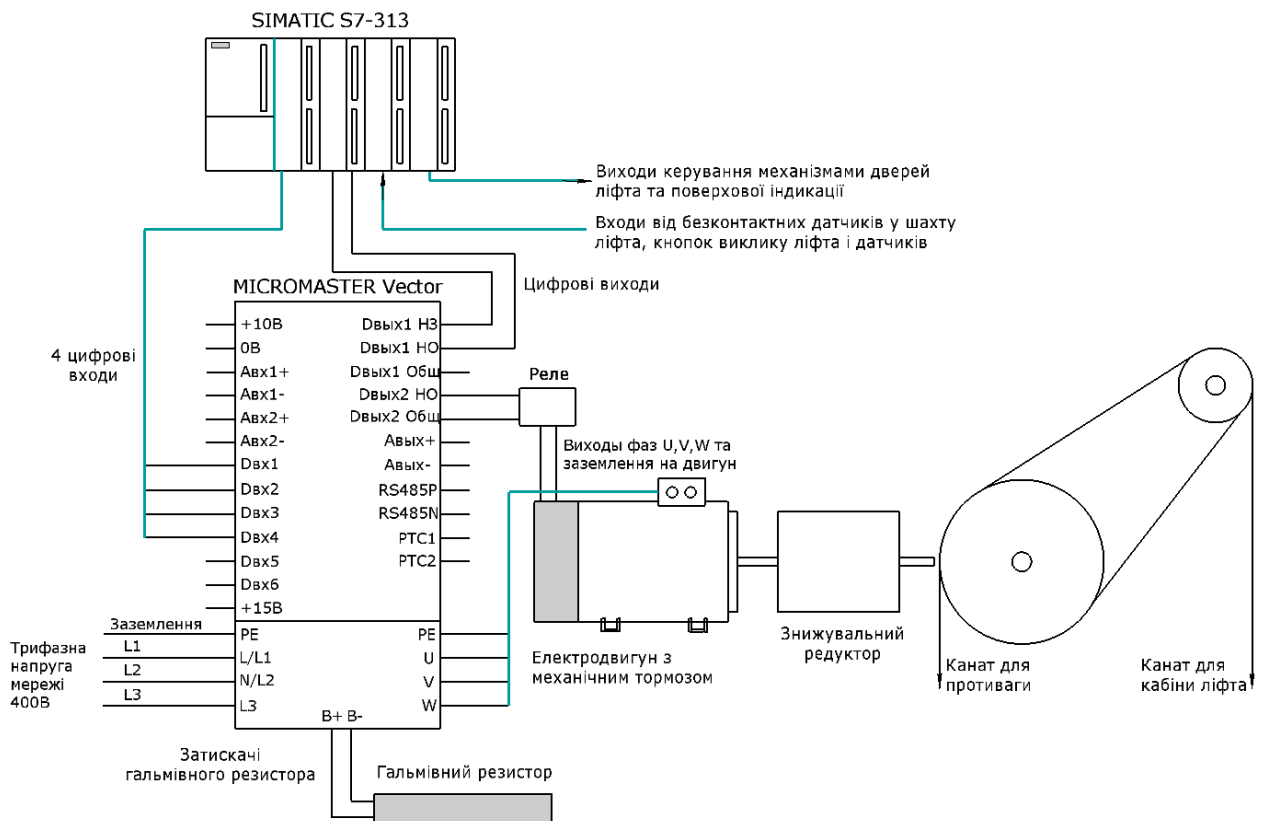 SIMATIC S7-313
Виходи керування механізмами дверей
ліфта та поверхової індикації
Входи від безконтактних датчиків у шахту
ліфта, кнопок виклику ліфта і датчиків
Цифрові виходи
MICROMASTER Vector
4 цифрові
входи
+10В
0В
Авх1+
Авх1-
Авх2+
Авх2-
Dвх1
Dвх2
Dвх3
Dвх4
Dвх5
Dвх6
+15В
Dвых1 НЗ
Dвых1 НО
Dвых1 Общ
Dвых2 НО
Dвых2 Общ
Авых+
Авых-
RS485P
RS485N
PTC1
PTC2
Реле
Виходы фаз U,V,W та
заземлення на двигун
Трифазна
напруга
мережі
400В
Заземлення
L1
L2
L3
PE
L/L1
N/L2
L3
PE
U
V
W
B+ B-
Електродвигун з
механічним тормозом
Знижувальний
редуктор
Канат для
противаги
Канат для
кабіни ліфта
Затискачі
гальмівного резистора
Гальмівний резистор